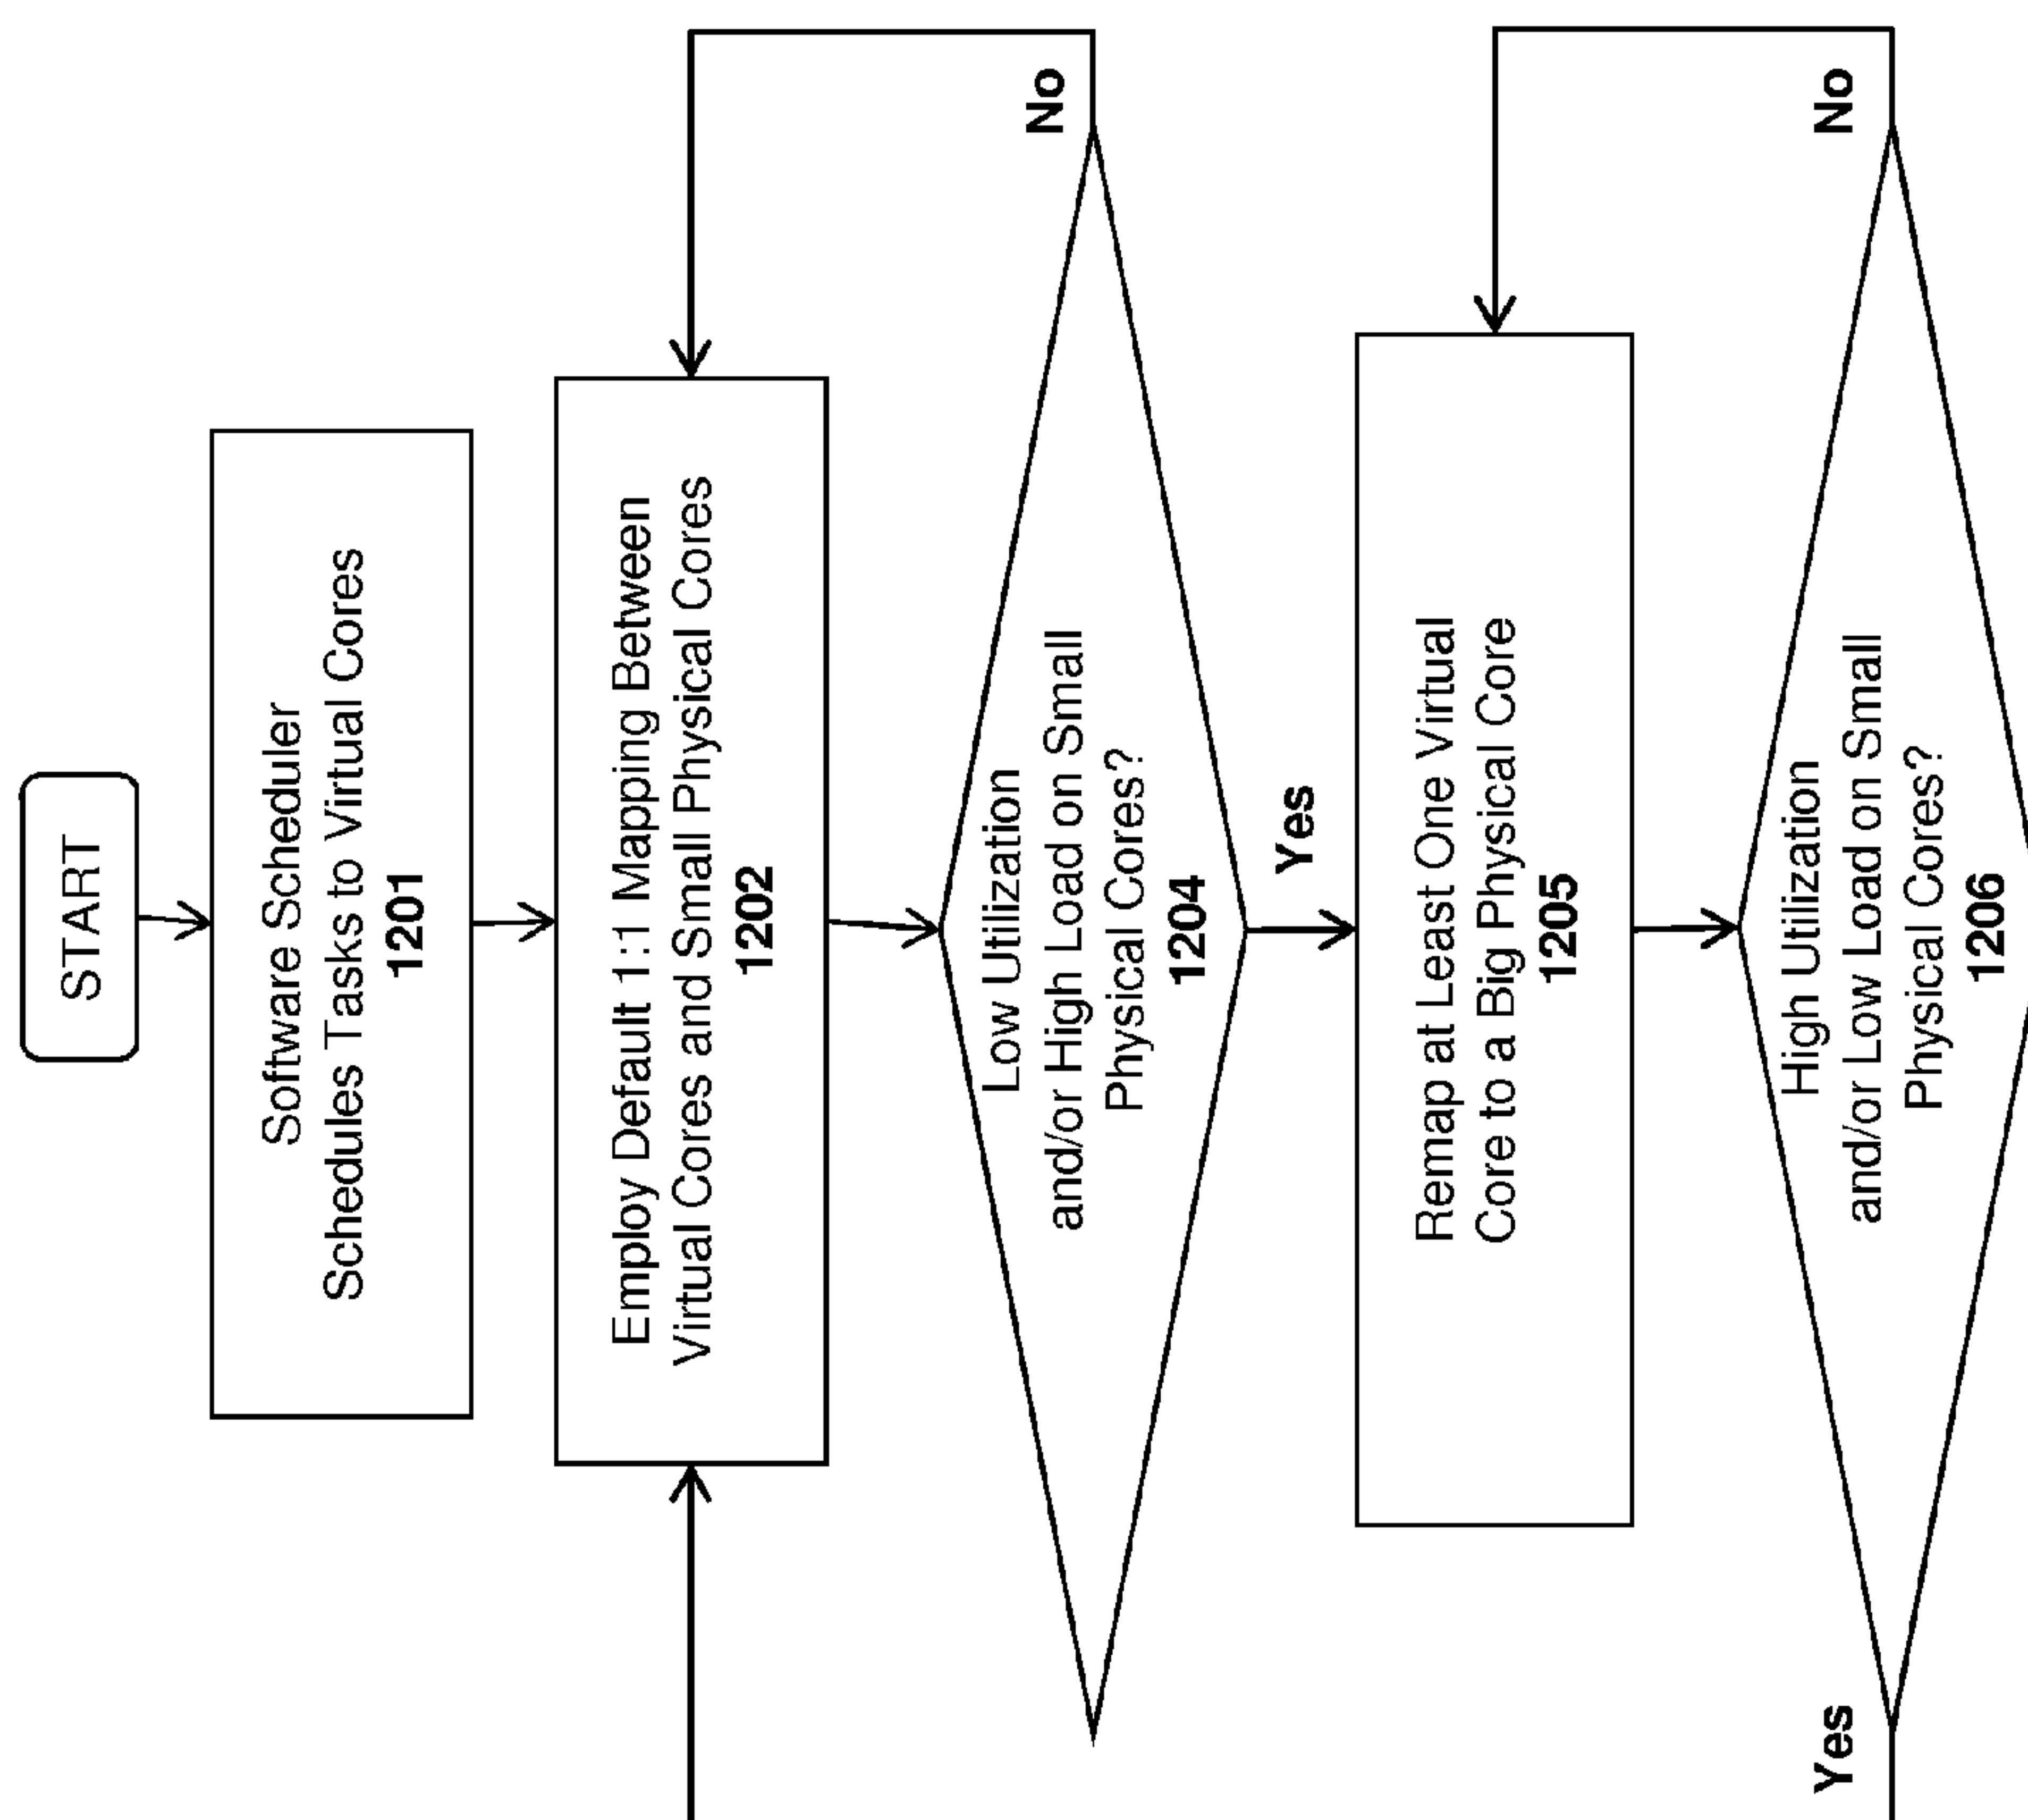 START
Software Scheduler
Schedules Tasks to Virtual Cores
1201
Employ Default 1:1 Mapping Between
Virtual Cores and Small Physical Cores
1202
Low Utilization
and/or High Load on Small
Physical Cores?
1204
No
Yes
Remap at Least One Virtual
Core to a Big Physical Core
1205
High Utilization
and/or Low Load on Small
Physical Cores?
1206
No
Yes